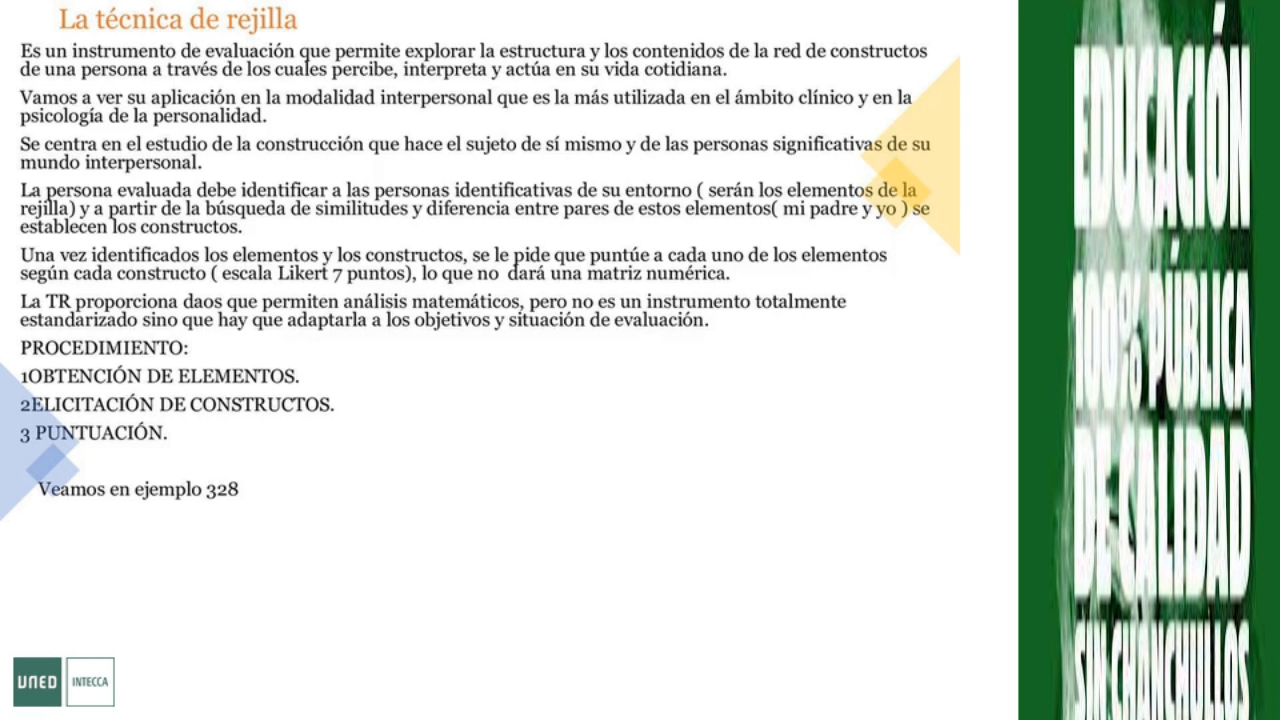 La técnica de rejilla
Es un instrumento de evaluación que permite explorar la estructura y los contenidos de la red de constructos
de una persona a través de los cuales percibe, interpreta y actúa en su vida cotidiana.
Vamos a ver su aplicación en la modalidad interpersonal que es la más utilizada en el ámbito clínico y en la
psicología de la personalidad.
Se centra en el estudio de la construcción que hace el sujeto de sí mismo y de las personas significativas de su
mundo interpersonal.
La persona evaluada debe identificar a las personas identificativas de su entorno ( serán los elementos de la
rejilla) y a partir de la búsqueda de similitudes y diferencia entre pares de estos elementos( mi padre y yo ) se
establecen los constructos.
Una vez identificados los elementos y los constructos, se le pide que puntúe a cada uno de los elementos
según cada constructo ( escala Likert 7 puntos), lo que no dará una matriz numérica.
La TR proporciona daos que permiten análisis matemáticos, pero no es un instrumento totalmente
estandarizado sino que hay que adaptarla a los objetivos y situación de evaluación.
PROCEDIMIENTO:
1OBTENCIÓN DE ELEMENTOS.
2ELICITACIÓN DE CONSTRUCTOS.
3 PUNTUACIÓN.
Veamos en ejemplo 328
UNED
INTECCA
EDUCACIÓN
100% PÚBLICA
DE CALIDAD
SIN CHANCHULLOS